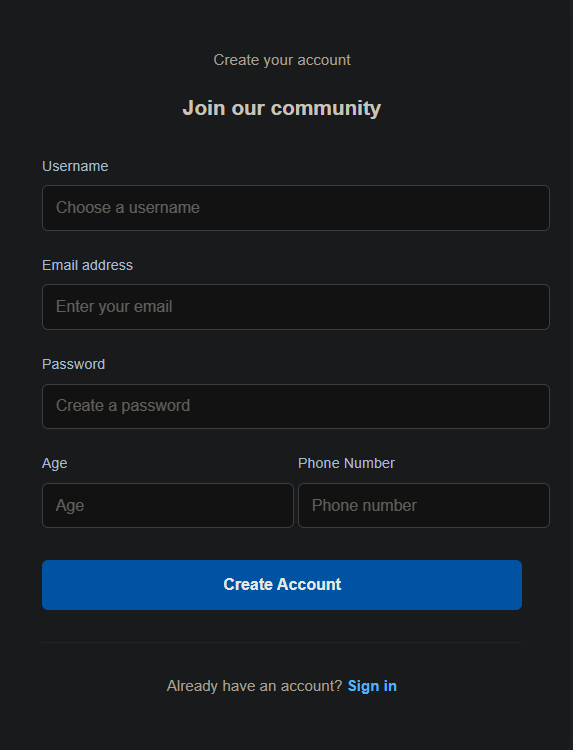 Create your account
Join our community
Username
Choose a username
Email address
Enter your email
Password
Create a password
Age Phone Number
Age Phone number
Create Account
Already have an account? Sign in